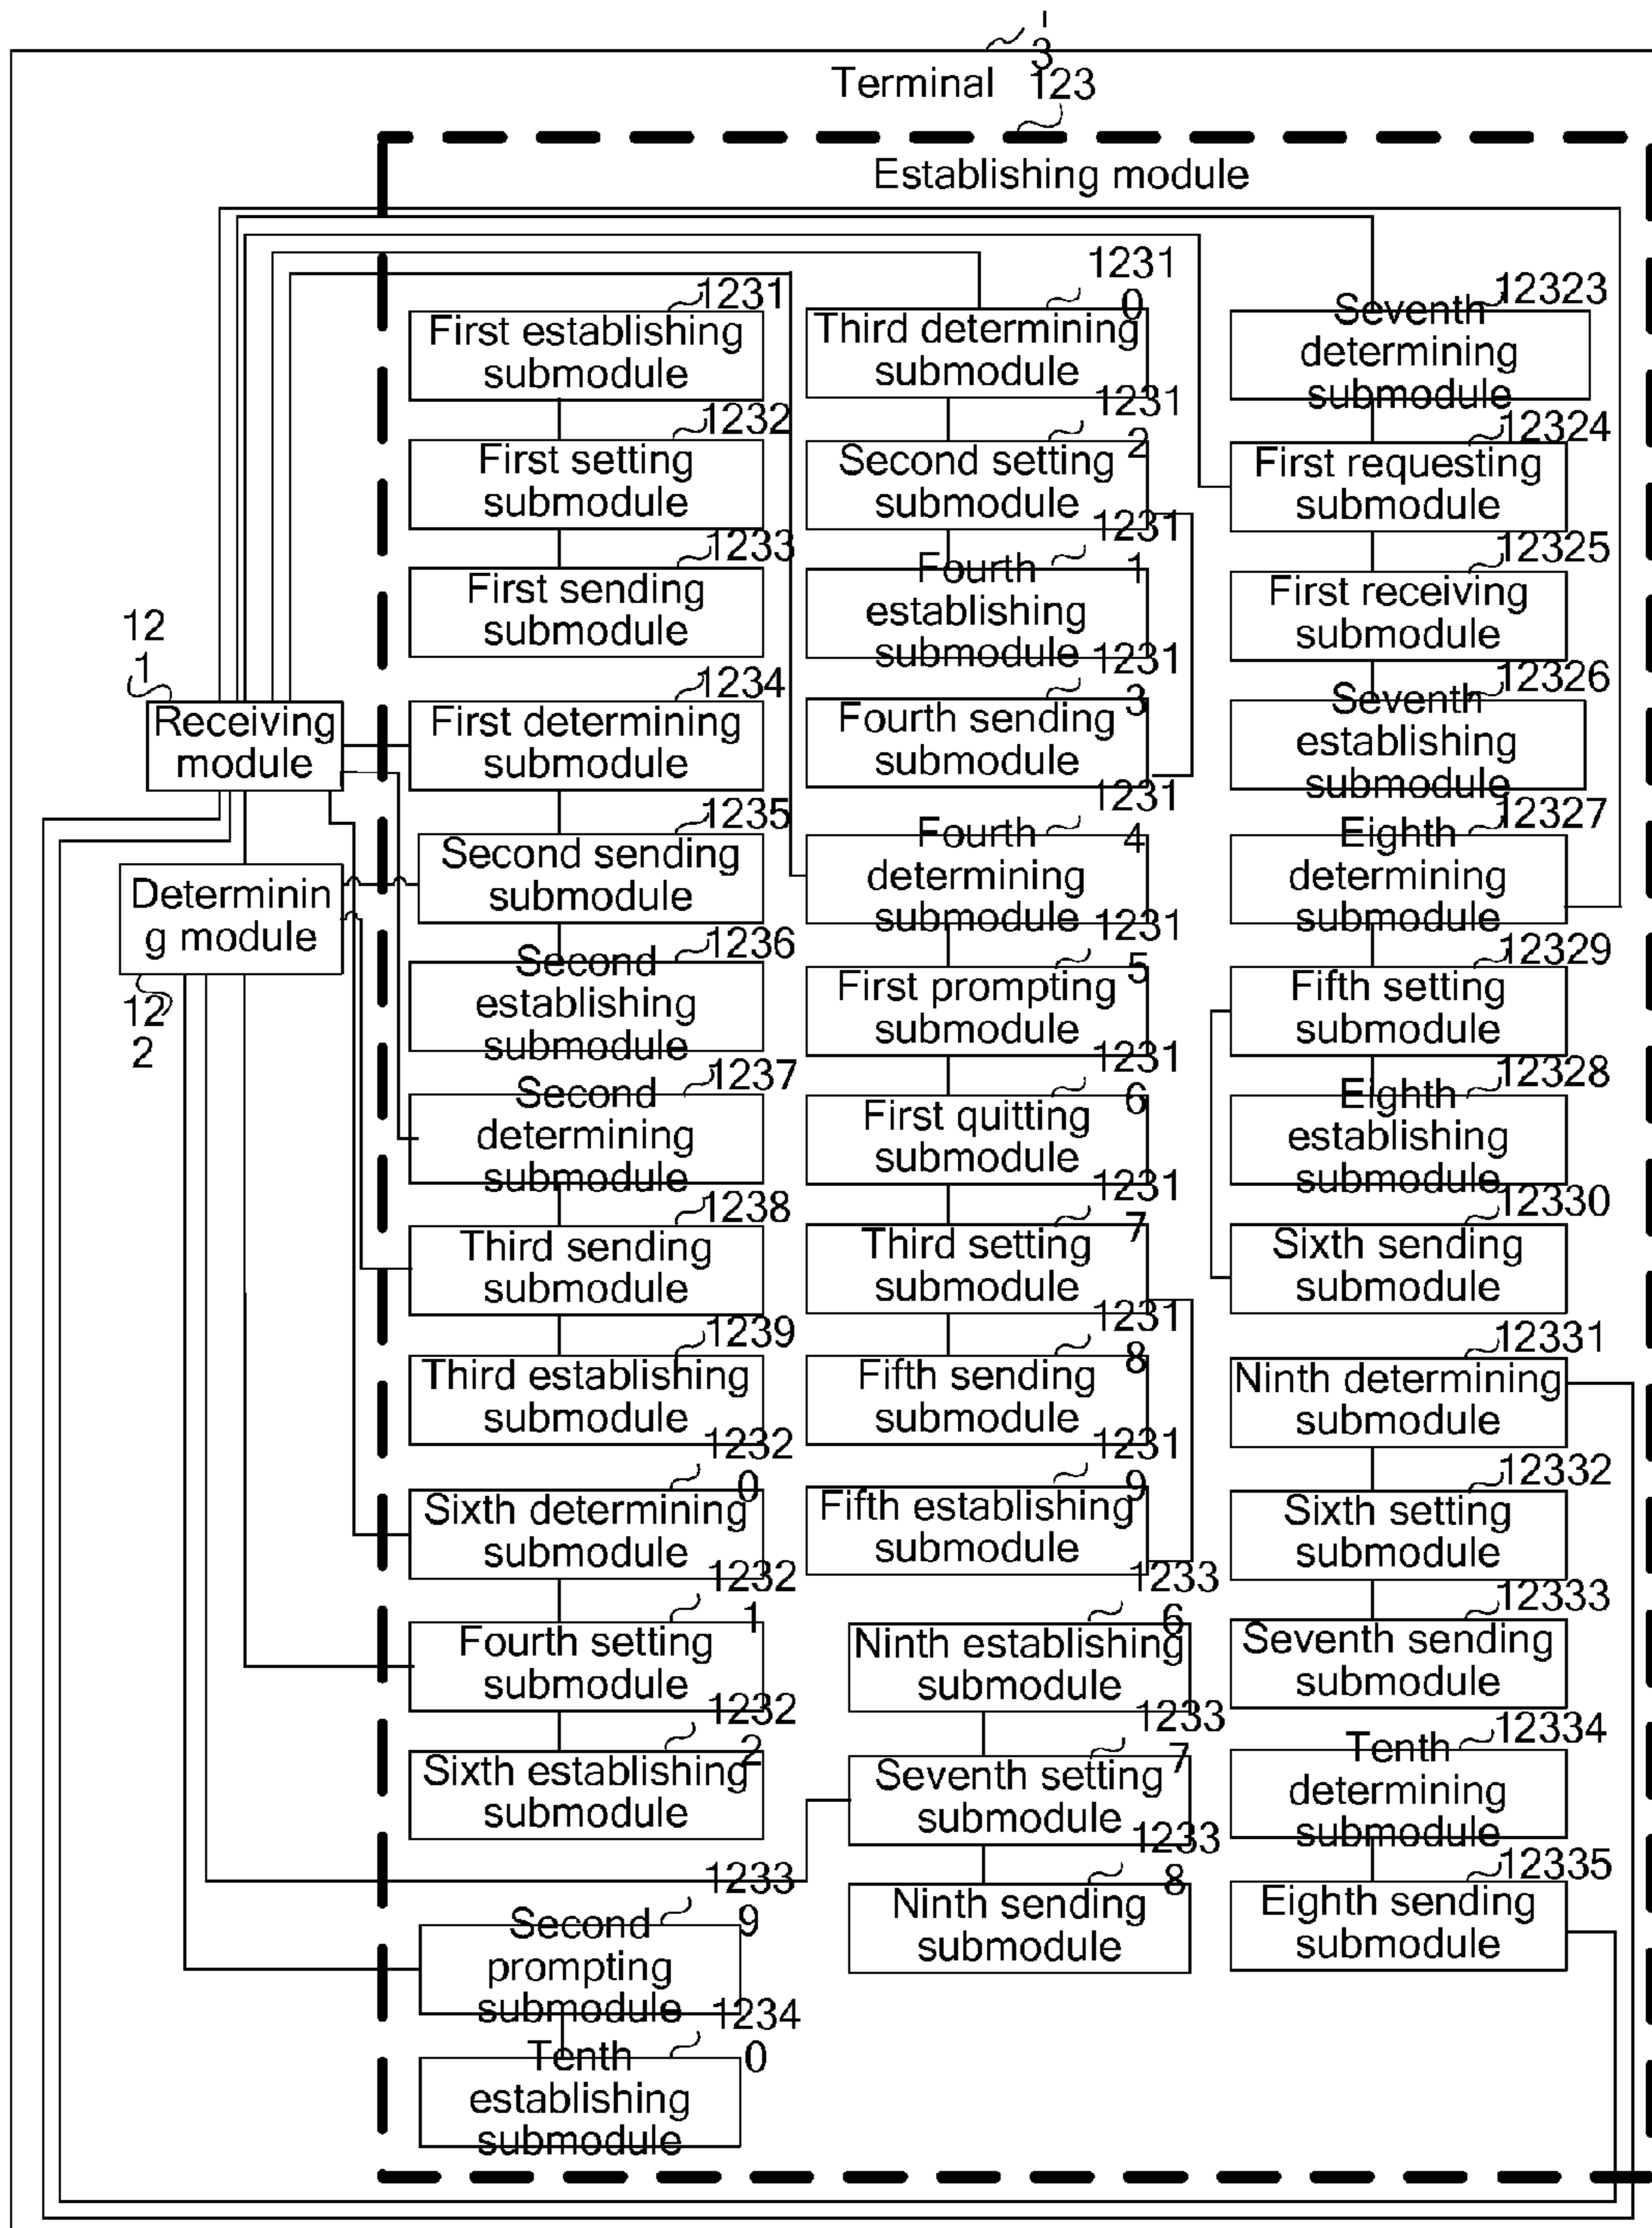 3
Terminal
123
Establishing module
1231
First establishing
submodule
1232
First setting
submodule
1233
First sending
submodule
12
1
Receiving
module
1234
First determining
submodule
1235
Second sending
submodule
Determinin
g module
12
2
1236
Second
establishing
submodule
1237
Second
determining
submodule
1238
Third sending
submodule
1239
Third establishing
submodule
1232
0
Sixth determining
submodule
1232
1
Fourth setting
submodule
1232
2
Sixth establishing
submodule
1233
9
Second
prompting
submodule
1234
0
Tenth
establishing
submodule
1231
0
Third determining
submodule
1231
2
Second setting
submodule
1231
1
Fourth
establishing
submodule
1231
3
Fourth sending
submodule
1231
4
Fourth
determining
submodule
1231
5
First prompting
submodule
1231
6
First quitting
submodule
1231
7
Third setting
submodule
1231
8
Fifth sending
submodule
1231
9
Fifth establishing
submodule
1233
6
Ninth establishing
submodule
1233
7
Seventh setting
submodule
1233
8
Ninth sending
submodule
12323
Seventh
determining
submodule
12324
First requesting
submodule
12325
First receiving
submodule
12326
Seventh
establishing
submodule
12327
Eighth
determining
submodule
12329
Fifth setting
submodule
12328
Eighth
establishing
submodule
12330
Sixth sending
submodule
12331
Ninth determining
submodule
12332
Sixth setting
submodule
12333
Seventh sending
submodule
12334
Tenth
determining
submodule
12335
Eighth sending
submodule